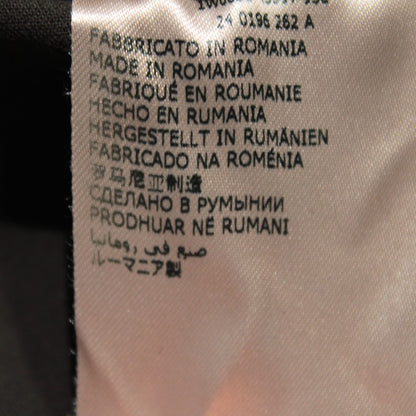 24 0196 262 A
FABBRICATO IN ROMANIA
MADE IN ROMANIA
FABRIQUÉ EN ROUMANIE
HECHO EN RUMANIA
HERGESTELLT IN RUMÄNIEN
FABRICADO NA ROMÉNIA
罗马尼亚制造
СДЕЛАНО В РУМЫНИИ
PRODHUAR NË RUMANI
صنع في رومانيا
ルーマニア製